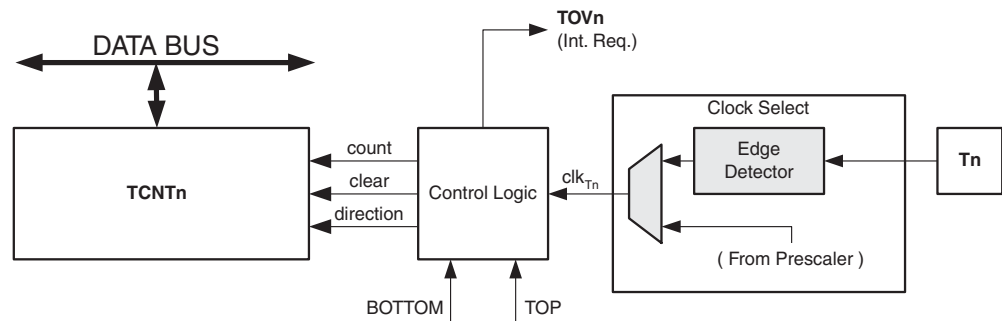 TOVn
(Int. Req.)
DATA BUS
Clock Select
count
Edge
Detector
Tn
TCNTn
clear
Control Logic
clkTn
direction
( From Prescaler )
BOTTOM
TOP